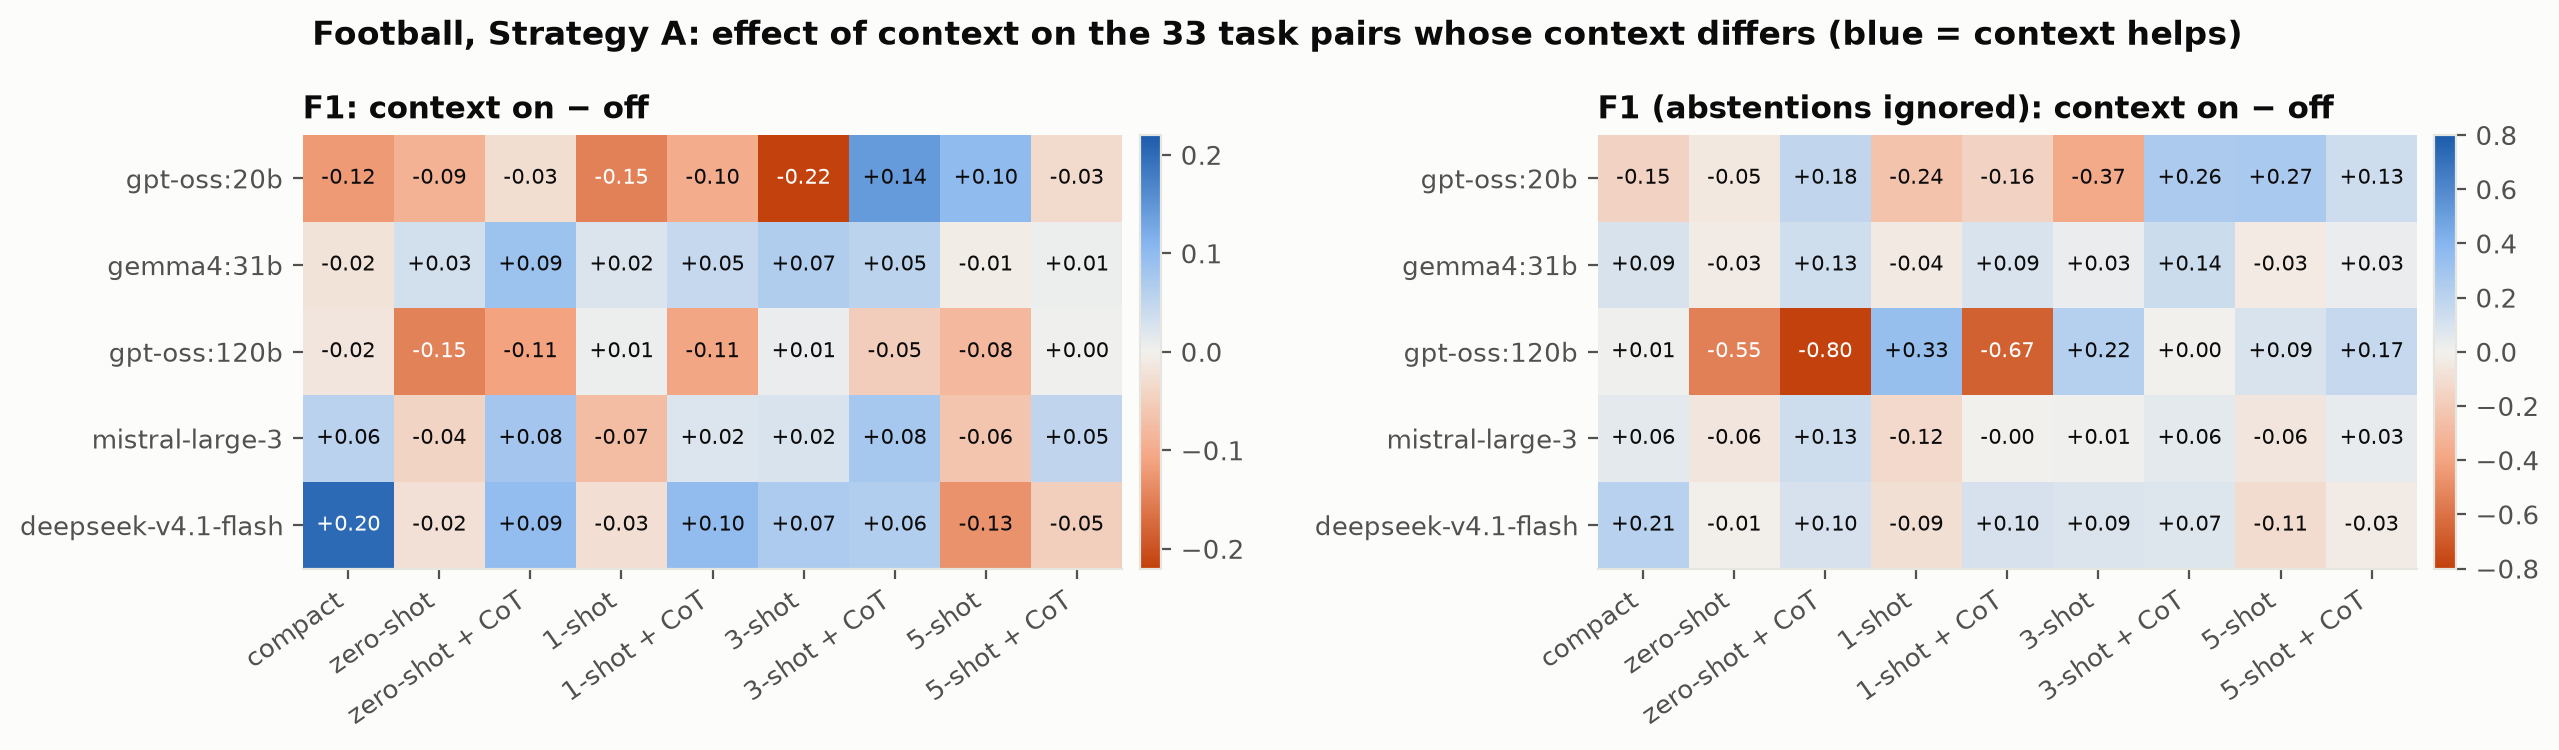 Football, Strategy A: effect of context on the 33 task pairs whose context differs (blue = context helps)
F1: context on − off
gpt-oss:20b -0.12 -0.09 -0.03 -0.15 -0.10 -0.22 +0.14 +0.10 -0.03
gemma4:31b -0.02 +0.03 +0.09 +0.02 +0.05 +0.07 +0.05 -0.01 +0.01
gpt-oss:120b -0.02 -0.15 -0.11 +0.01 -0.11 +0.01 -0.05 -0.08 +0.00
mistral-large-3 +0.06 -0.04 +0.08 -0.07 +0.02 +0.02 +0.08 -0.06 +0.05
deepseek-v4.1-flash +0.20 -0.02 +0.09 -0.03 +0.10 +0.07 +0.06 -0.13 -0.05
compact
zero-shot
zero-shot + CoT
1-shot
1-shot + CoT
3-shot
3-shot + CoT
5-shot
5-shot + CoT
0.2
0.1
0.0
−0.1
−0.2
F1 (abstentions ignored): context on − off
gpt-oss:20b -0.15 -0.05 +0.18 -0.24 -0.16 -0.37 +0.26 +0.27 +0.13
gemma4:31b +0.09 -0.03 +0.13 -0.04 +0.09 +0.03 +0.14 -0.03 +0.03
gpt-oss:120b +0.01 -0.55 -0.80 +0.33 -0.67 +0.22 +0.00 +0.09 +0.17
mistral-large-3 +0.06 -0.06 +0.13 -0.12 -0.00 +0.01 +0.06 -0.06 +0.03
deepseek-v4.1-flash +0.21 -0.01 +0.10 -0.09 +0.10 +0.09 +0.07 -0.11 -0.03
compact
zero-shot
zero-shot + CoT
1-shot
1-shot + CoT
3-shot
3-shot + CoT
5-shot
5-shot + CoT
0.8
0.6
0.4
0.2
0.0
−0.2
−0.4
−0.6
−0.8